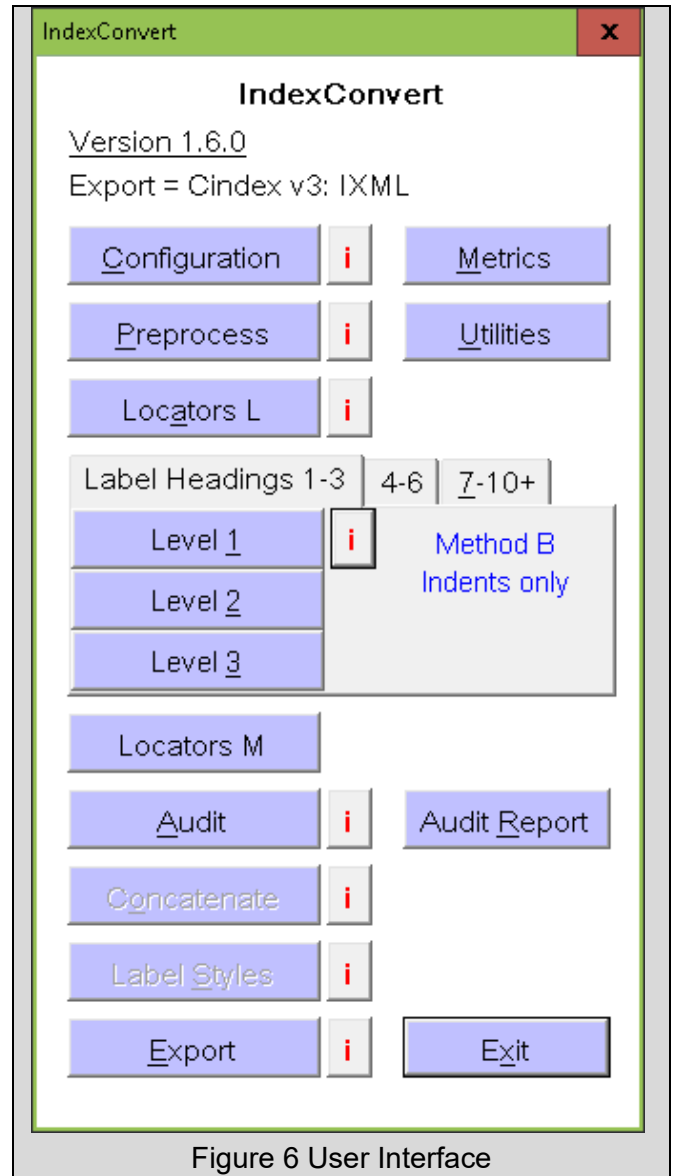 IndexConvert x
IndexConvert
Version 1.6.0
Export = Cindex v3: IXML
Configuration i Metrics
Preprocess i Utilities
Locators L i
Label Headings 1-3 4-6 7-10+
Level 1 i Method B
Indents only
Level 2
Level 3
Locators M
Audit i Audit Report
Concatenate i
Label Styles i
Export i Exit
Figure 6 User Interface